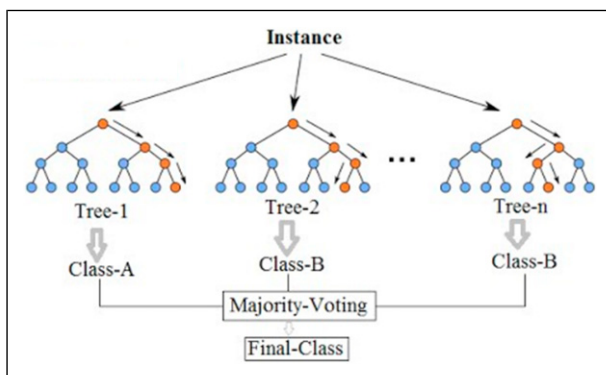 Instance
...
Tree-1 Tree-2 Tree-n
Class-A Class-B Class-B
Majority-Voting
Final-Class